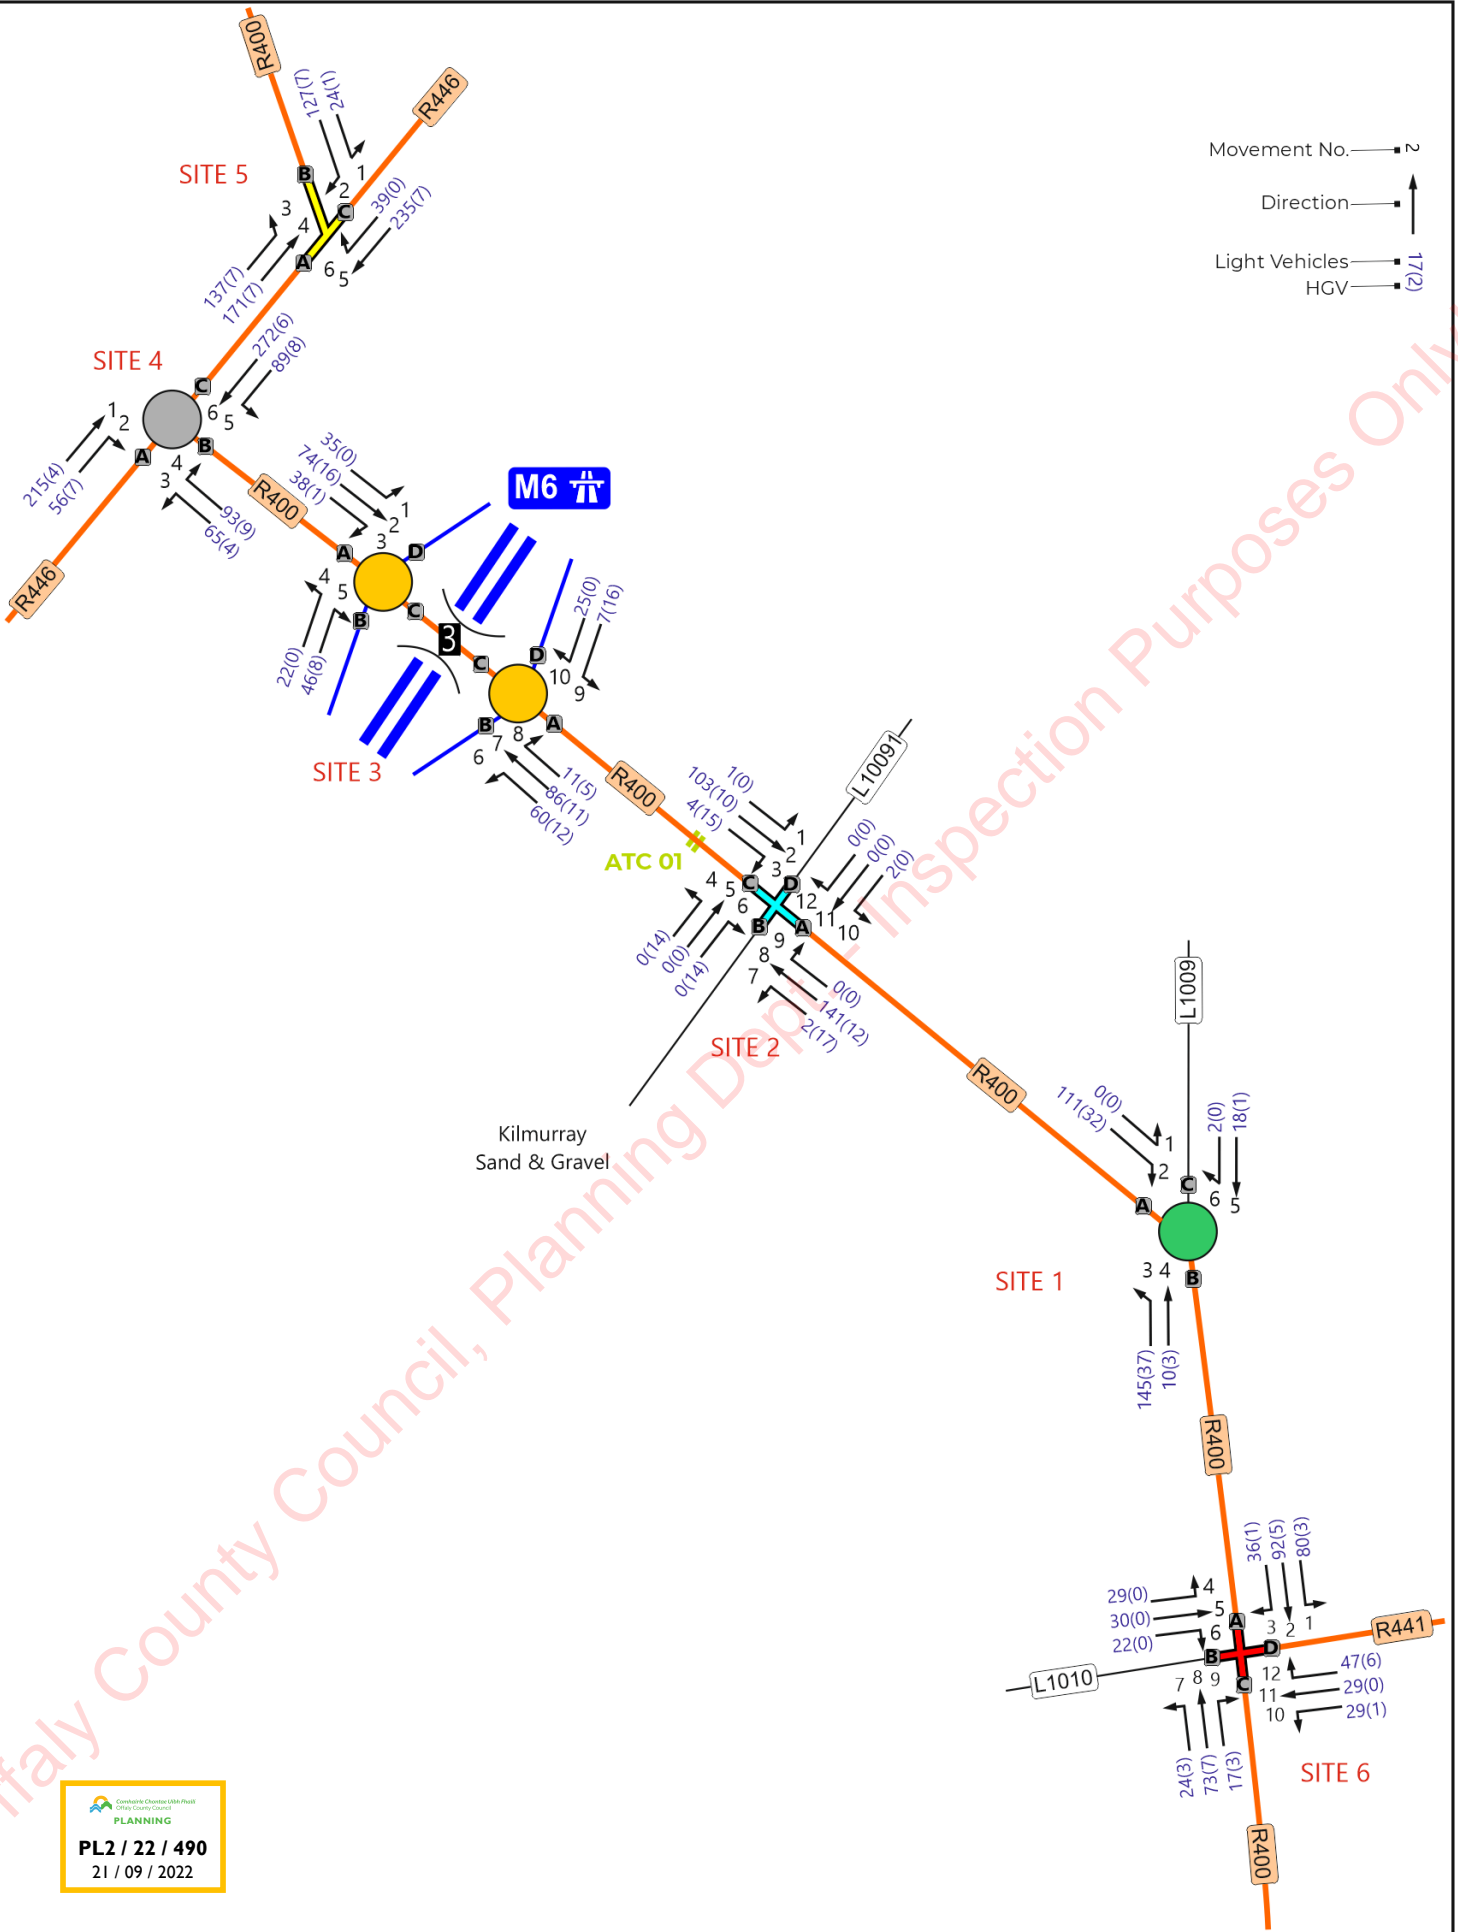 R400
R446
127(7)
24(1)
SITE 5
B
1
2
C
39(0)
235(7)
3
4
A
6
5
137(7)
171(7)
Movement No.
2
Direction
Light Vehicles
HGV
17(2)
SITE 4
272(6)
89(8)
C
1
2
6
5
A
B
4
3
215(4)
56(7)
93(9)
65(4)
R446
R400
35(0)
74(16)
38(1)
1
2
3
M6
A
D
4
5
B
C
22(0)
46(8)
3
C
D
25(0)
7(16)
10
9
B
A
6
7
8
SITE 3
11(5)
86(11)
60(12)
R400
ATC 01
L10091
1(0)
103(10)
4(15)
1
2
3
0(0)
0(0)
2(0)
4
5
6
C
D
B
A
12
11
10
9
8
7
0(14)
0(0)
0(14)
0(0)
141(12)
2(17)
SITE 2
Kilmurray
Sand & Gravel
R400
L1009
0(0)
111(32)
2(0)
18(1)
1
2
C
6
5
A
3
4
B
SITE 1
145(37)
10(3)
R400
36(1)
92(5)
80(3)
29(0)
30(0)
22(0)
4
5
6
A
3
2
1
B
D
C
R441
L1010
7
8
9
12
11
10
47(6)
29(0)
29(1)
24(3)
73(7)
17(3)
SITE 6
R400
Comhairle Chontae Uíbh Fhailí
Offaly County Council
PLANNING
PL2 / 22 / 490
21 / 09 / 2022
ffaly County Council, Planning Dept. - Inspection Purposes Only